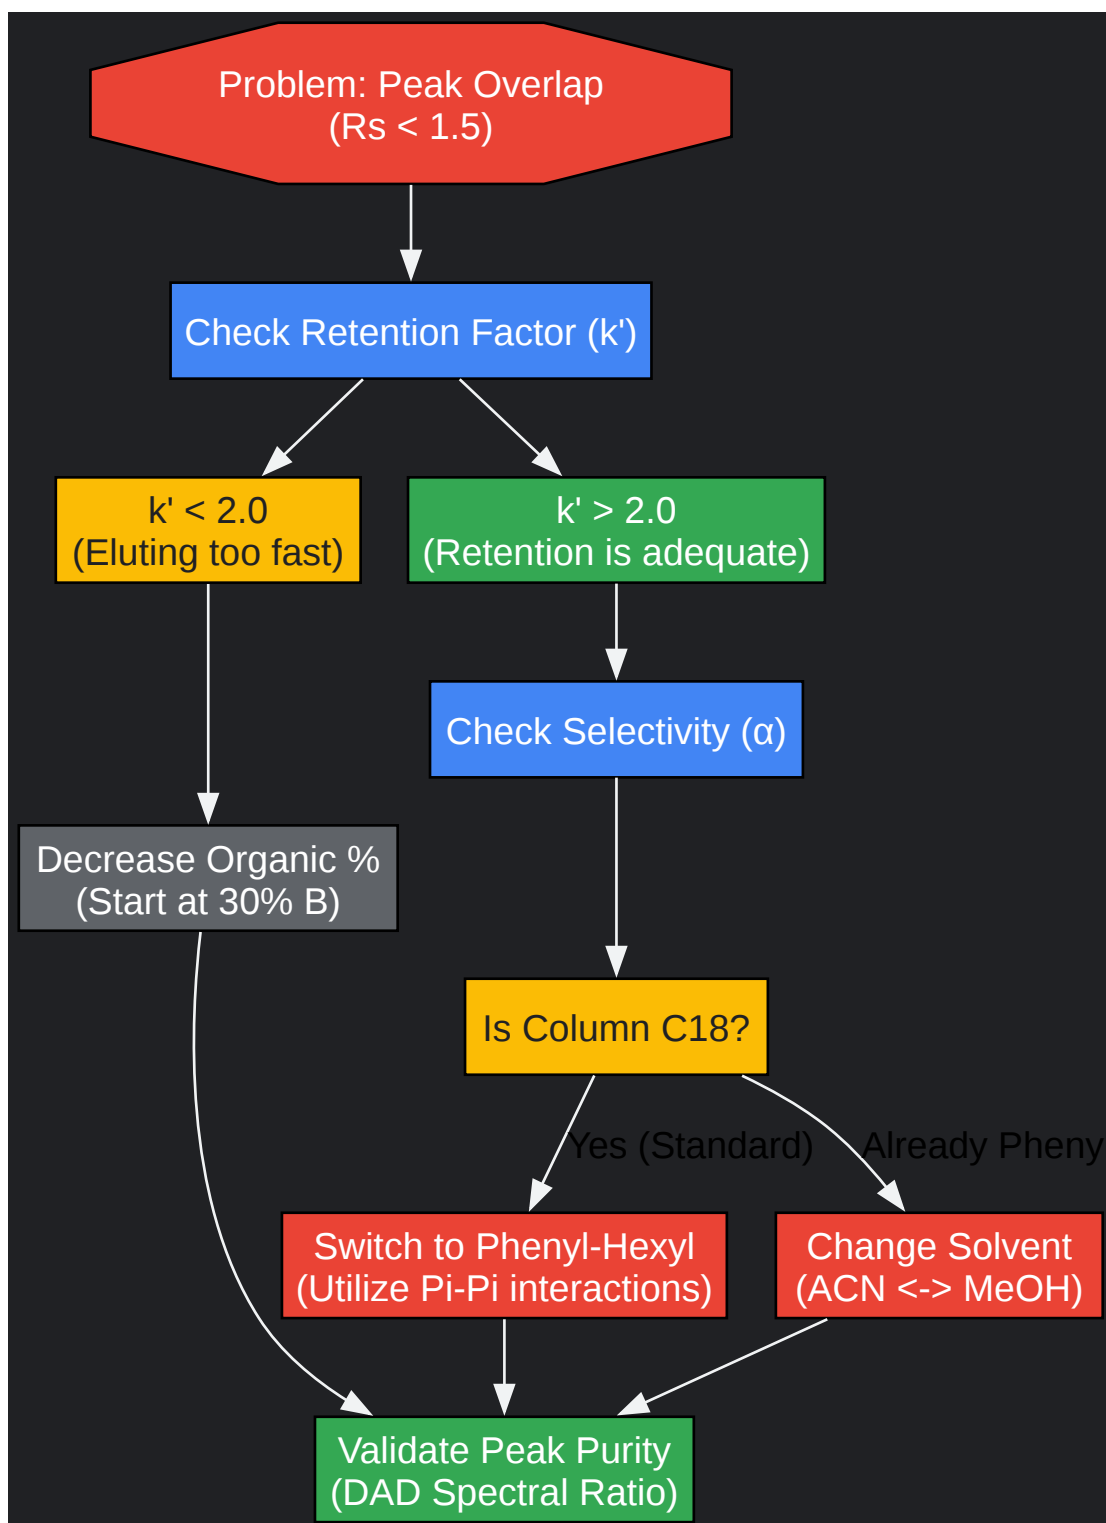 Problem: Peak Overlap
(Rs < 1.5)
Check Retention Factor (k')
k' < 2.0
(Eluting too fast)
k' > 2.0
(Retention is adequate)
Check Selectivity (α)
Decrease Organic %
(Start at 30% B)
Is Column C18?
Yes (Standard)
Already Pheny
Switch to Phenyl-Hexyl
(Utilize Pi-Pi interactions)
Change Solvent
(ACN <-> MeOH)
Validate Peak Purity
(DAD Spectral Ratio)